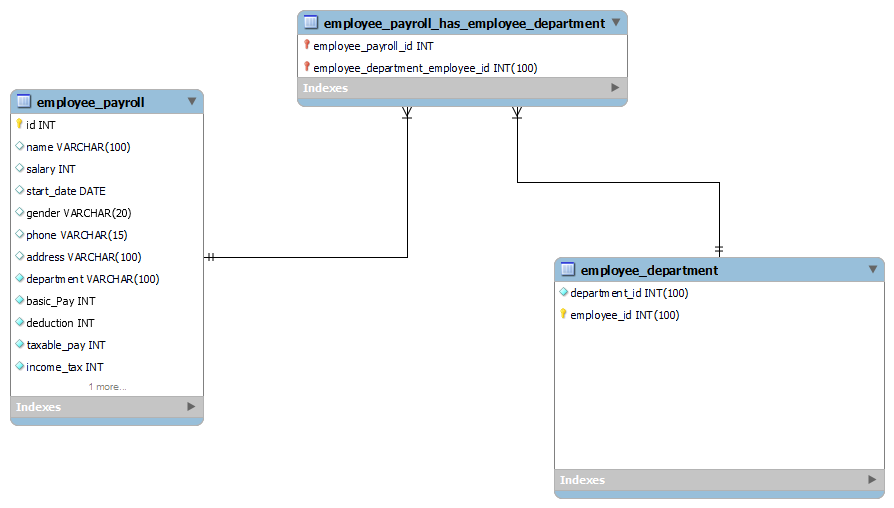 employee_payroll_has_employee_department
employee_payroll_id INT
employee_department_employee_id INT(100)
Indexes
employee_payroll
id INT
name VARCHAR(100)
salary INT
start_date DATE
gender VARCHAR(20)
phone VARCHAR(15)
address VARCHAR(100)
department VARCHAR(100)
basic_Pay INT
deduction INT
taxable_pay INT
income_tax INT
1 more...
Indexes
employee_department
department_id INT(100)
employee_id INT(100)
Indexes